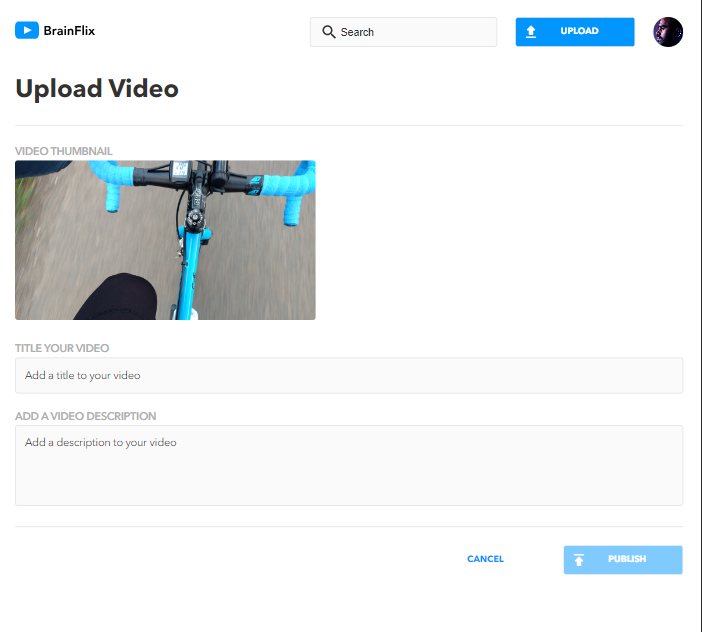 BrainFlix
Search
UPLOAD
Upload Video
VIDEO THUMBNAIL
TITLE YOUR VIDEO
Add a title to your video
ADD A VIDEO DESCRIPTION
Add a description to your video
CANCEL
PUBLISH